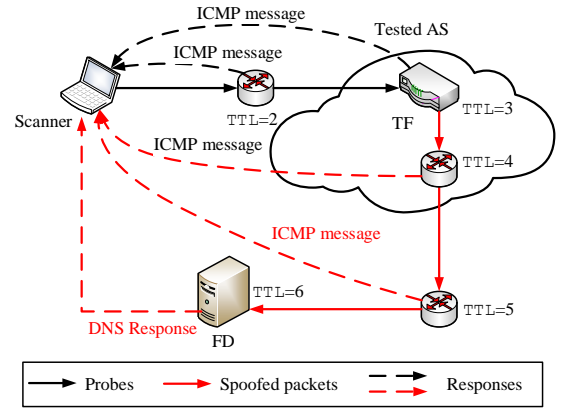 ICMP message
Tested AS
ICMP message
Scanner
TTL=2
TF
TTL=3
ICMP message
TTL=4
ICMP message
TTL=6
TTL=5
DNS Response
FD
Probes
Spoofed packets
Responses